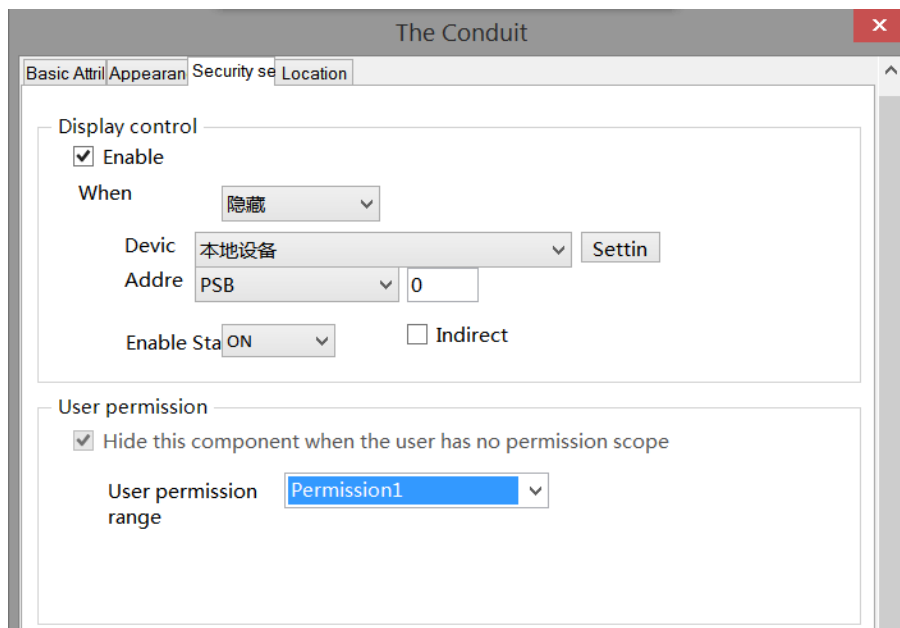 The Conduit
Basic Attril Appearan Security se Location
Display control
Enable
When 隐藏
Devic 本地设备 Settin
Addre PSB 0
Enable Sta ON Indirect
User permission
Hide this component when the user has no permission scope
User permission Permission1
range